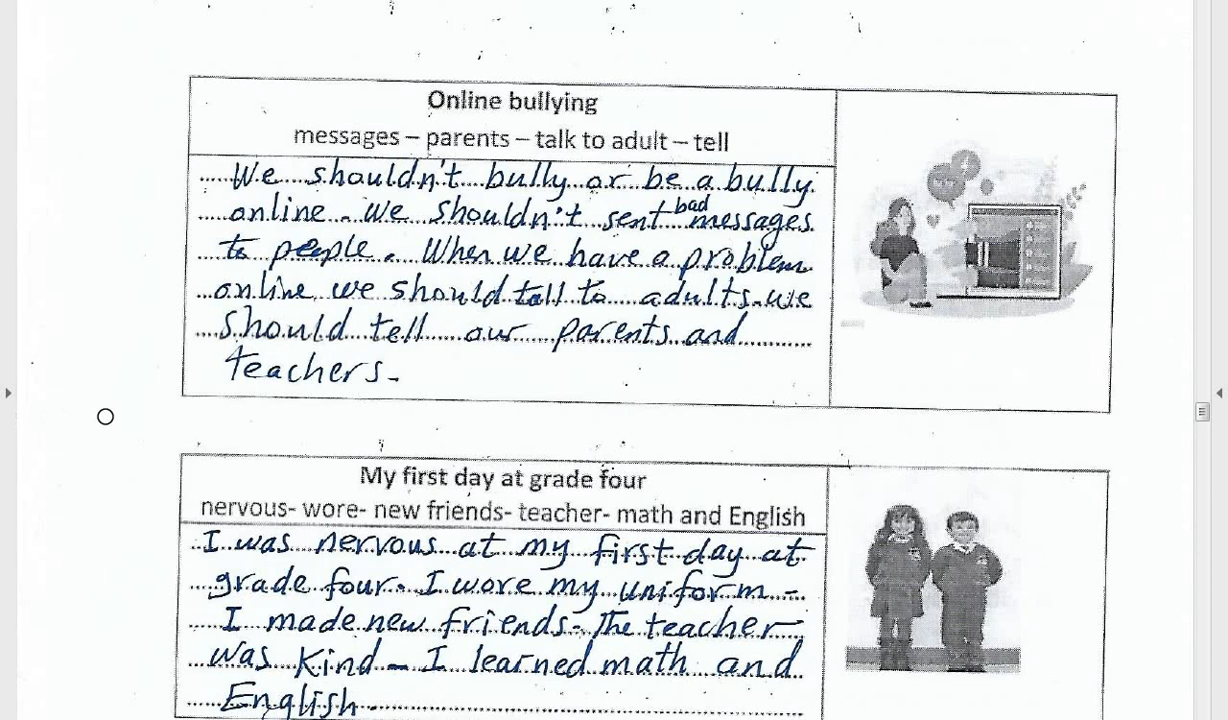 Online bullying
messages – parents – talk to adult – tell
We shouldn't bully or be a bully
online. we shouldn't sent bad messages
to people. When we have a problem
online we should tall to adults. we
should tell our parents and
teachers.
My first day at grade four
nervous- wore- new friends- teacher- math and English
I was nervous at my first day at
grade four. I wore my uniform.
I made new friends. The teacher
was kind. I learned math and
English.